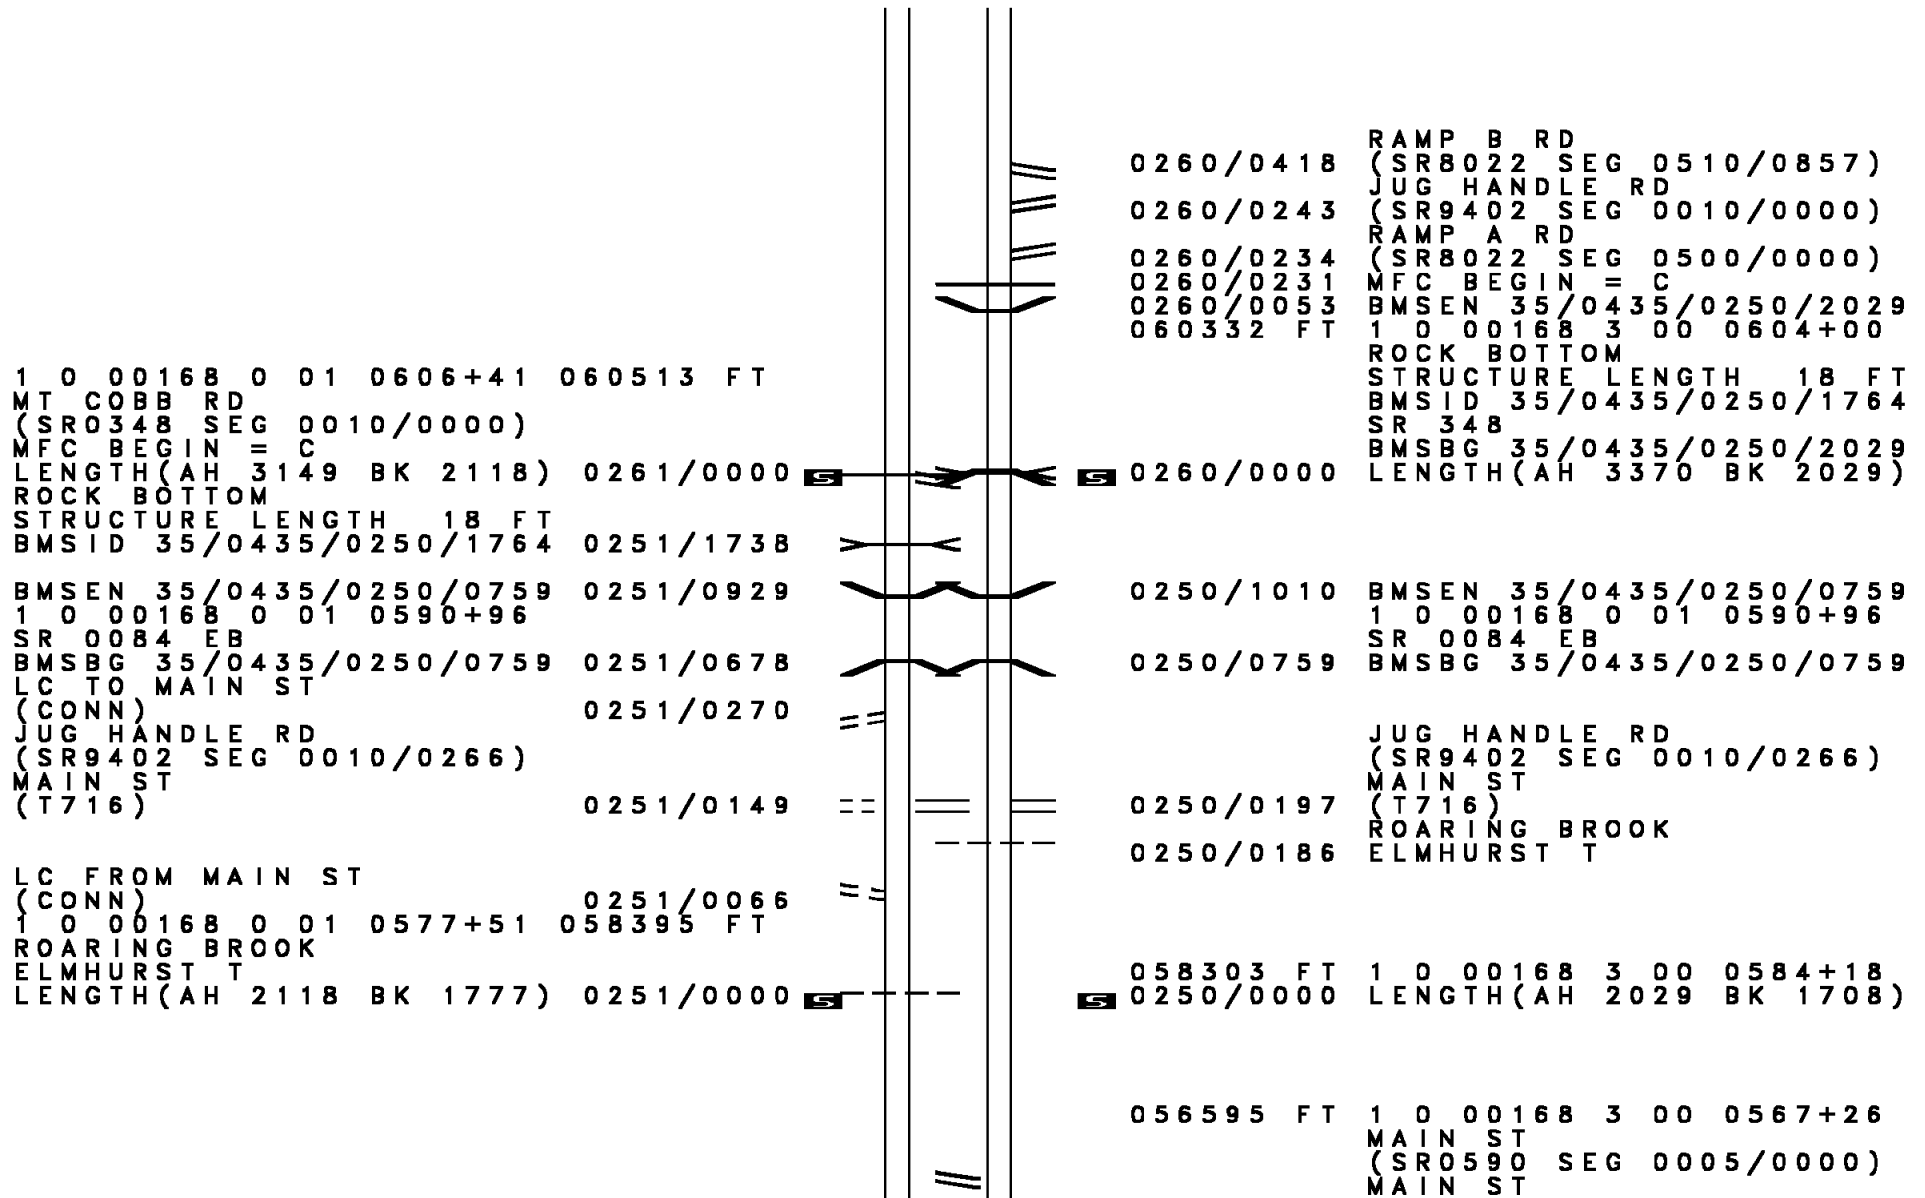 RAMP B RD
0260/0418 (SR8022 SEG 0510/0857)
JUG HANDLE RD
0260/0243 (SR9402 SEG 0010/0000)
RAMP A RD
0260/0234 (SR8022 SEG 0500/0000)
0260/0231 MFC BEGIN = C
0260/0053 BMSEN 35/0435/0250/2029
060332 FT 1 0 00168 3 00 0604+00
ROCK BOTTOM
STRUCTURE LENGTH 18 FT
BMSID 35/0435/0250/1764
SR 348
BMSBG 35/0435/0250/2029
S 0260/0000 LENGTH(AH 3370 BK 2029)
1 0 00168 0 01 0606+41 060513 FT
MT COBB RD
(SR0348 SEG 0010/0000)
MFC BEGIN = C
LENGTH(AH 3149 BK 2118) 0261/0000 S
ROCK BOTTOM
STRUCTURE LENGTH 18 FT
BMSID 35/0435/0250/1764 0251/1738
BMSEN 35/0435/0250/0759 0251/0929
1 0 00168 0 01 0590+96
SR 0084 EB
BMSBG 35/0435/0250/0759 0251/0678
LC TO MAIN ST
(CONN) 0251/0270
JUG HANDLE RD
(SR9402 SEG 0010/0266)
MAIN ST
(T716) 0251/0149
LC FROM MAIN ST
(CONN) 0251/0066
1 0 00168 0 01 0577+51 058395 FT
ROARING BROOK
ELMHURST T
LENGTH(AH 2118 BK 1777) 0251/0000 S
0250/1010 BMSEN 35/0435/0250/0759
1 0 00168 0 01 0590+96
SR 0084 EB
0250/0759 BMSBG 35/0435/0250/0759
JUG HANDLE RD
(SR9402 SEG 0010/0266)
MAIN ST
0250/0197 (T716)
ROARING BROOK
0250/0186 ELMHURST T
058303 FT 1 0 00168 3 00 0584+18
S 0250/0000 LENGTH(AH 2029 BK 1708)
056595 FT 1 0 00168 3 00 0567+26
MAIN ST
(SR0590 SEG 0005/0000)
MAIN ST